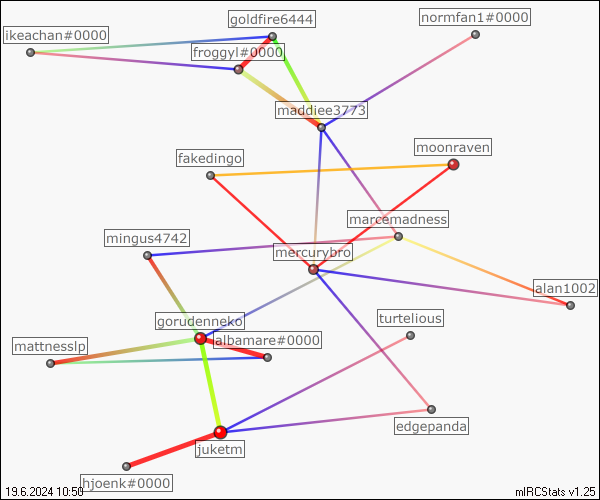 goldfire6444
normfan1#0000
ikeachan#0000
froggyl#0000
maddiee3773
moonraven
fakedingo
marcemadness
mingus4742
mercurybro
alan1002
gorudenneko
turtelious
albamare#0000
mattnesslp
edgepanda
juketm
hjoenk#0000
19.6.2024 10:50
mIRCStats v1.25